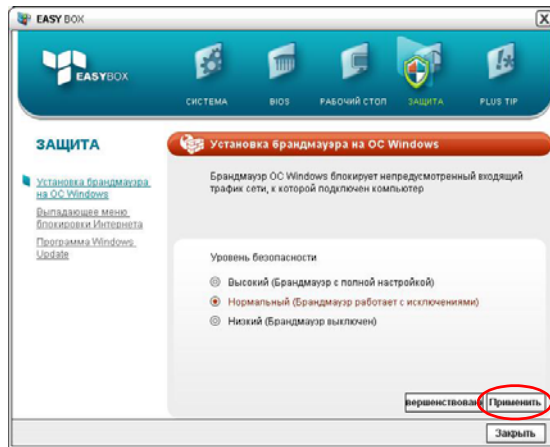 EASY BOX
EASYBOX
СИСТЕМА
BIOS
РАБОЧИЙ СТОЛ
ЗАЩИТА
PLUS TIP
ЗАЩИТА
Установка брандмауэра
на ОС Windows
Выпадающее меню
блокировки Интернета
Программа Windows
Update
Установка брандмауэра на ОС Windows
Брандмауэр ОС Windows блокирует непредусмотренный входящий
трафик сети, к которой подключен компьютер
Уровень безопасности
Высокий (Брандмауэр с полной настройкой)
Нормальный (Брандмауэр работает с исключениями)
Низкий (Брандмауэр выключен)
вершенствован
Применить
Закрыть